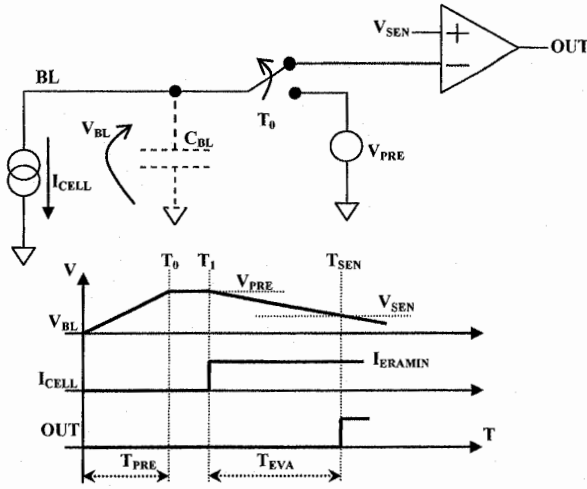 V_SEN + OUT
−
BL
T_0
V_BL C_BL
V_PRE
I_CELL
V T_0 T_1 V_PRE T_SEN
V_SEN
V_BL
I_CELL I_ERAMIN
OUT T
T_PRE T_EVA